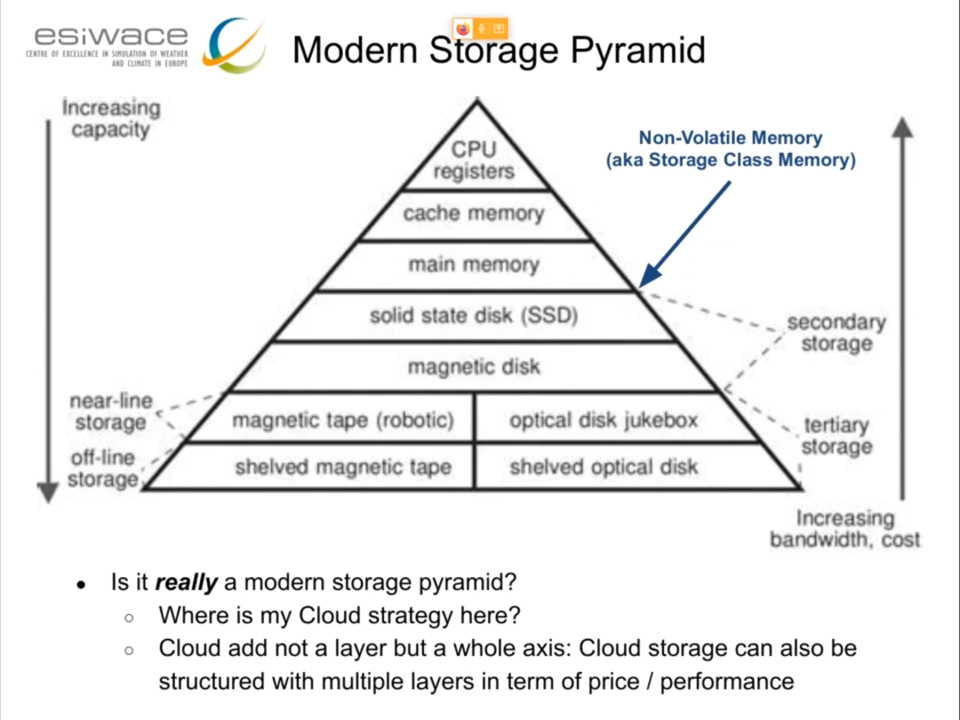 esiwace
CENTRE OF EXCELLENCE IN SIMULATION OF WEATHER
AND CLIMATE IN EUROPE
Modern Storage Pyramid
Increasing
capacity
CPU
registers
cache memory
main memory
solid state disk (SSD)
magnetic disk
magnetic tape (robotic)
optical disk jukebox
shelved magnetic tape
shelved optical disk
near-line
storage
off-line
storage
Non-Volatile Memory
(aka Storage Class Memory)
secondary
storage
tertiary
storage
Increasing
bandwidth, cost
● Is it really a modern storage pyramid?
○ Where is my Cloud strategy here?
○ Cloud add not a layer but a whole axis: Cloud storage can also be
structured with multiple layers in term of price / performance